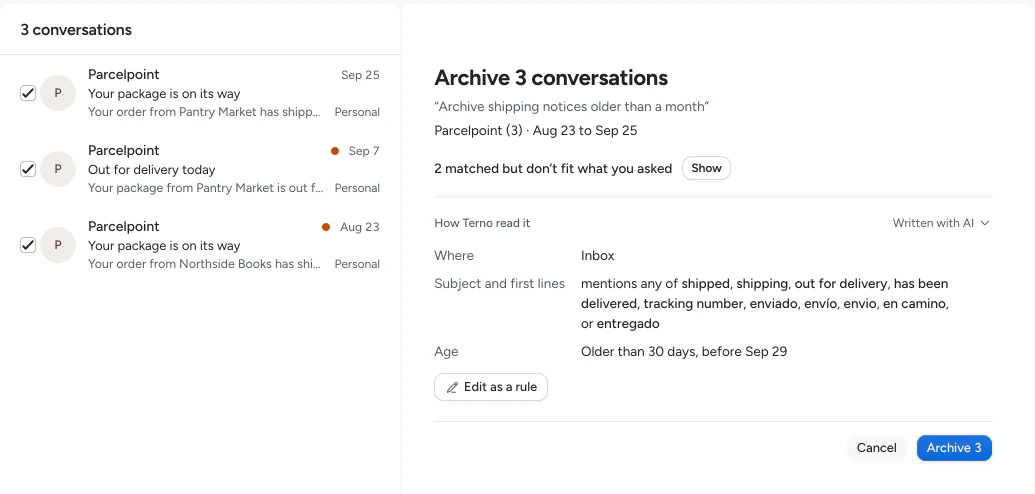 3 conversations
P
Parcelpoint
Sep 25
Your package is on its way
Your order from Pantry Market has shipp...
Personal
P
Parcelpoint
Sep 7
Out for delivery today
Your package from Pantry Market is out f...
Personal
P
Parcelpoint
Aug 23
Your package is on its way
Your order from Northside Books has shi...
Personal
Archive 3 conversations
“Archive shipping notices older than a month”
Parcelpoint (3) · Aug 23 to Sep 25
2 matched but don’t fit what you asked
Show
How Terno read it
Written with AI
Where
Inbox
Subject and first lines
mentions any of shipped, shipping, out for delivery, has been
delivered, tracking number, enviado, envío, envio, en camino,
or entregado
Age
Older than 30 days, before Sep 29
Edit as a rule
Cancel
Archive 3